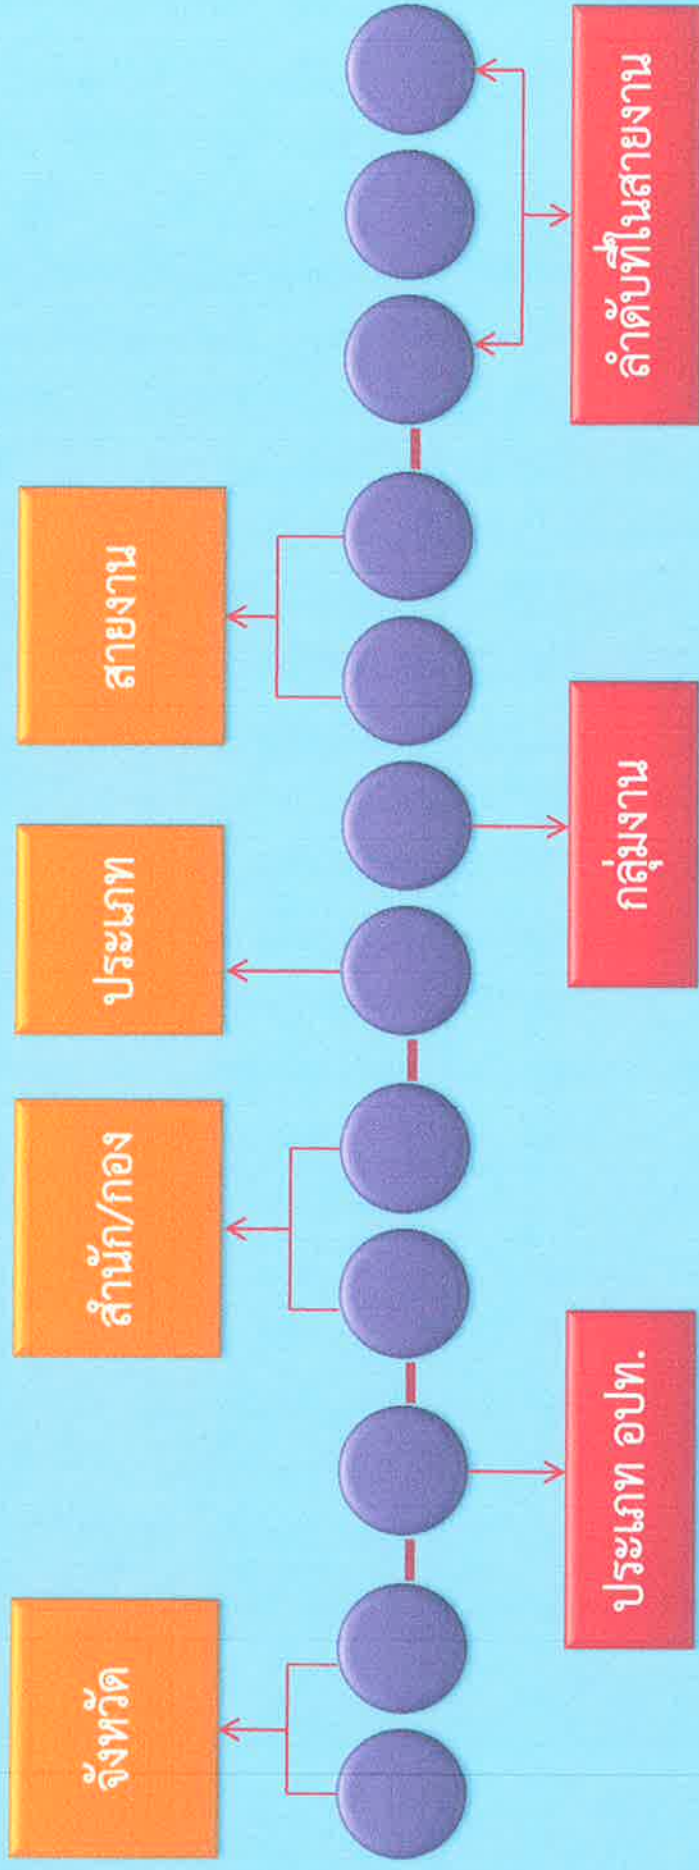 จังหวัด
สำนัก/กอง
ประเภท
สายงาน
ประเภท อปท.
กลุ่มงาน
ลำดับที่ในสายงาน